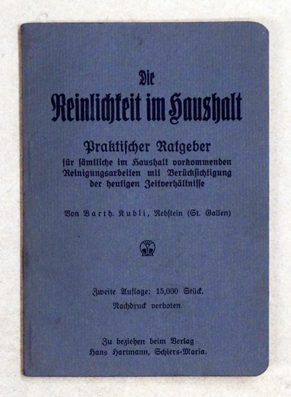 Die
Reinlichkeit im Haushalt
Praktischer Ratgeber
für sämtliche im Haushalt vorkommenden
Reinigungsarbeiten mit Berücksichtigung
der heutigen Zeitverhältnisse
Von Barth. Kubli, Rebstein (St. Gallen)
Zweite Auflage: 15,000 Stück.
Nachdruck verboten.
Zu beziehen beim Verlag
Hans Hartmann, Schiers-Maria.